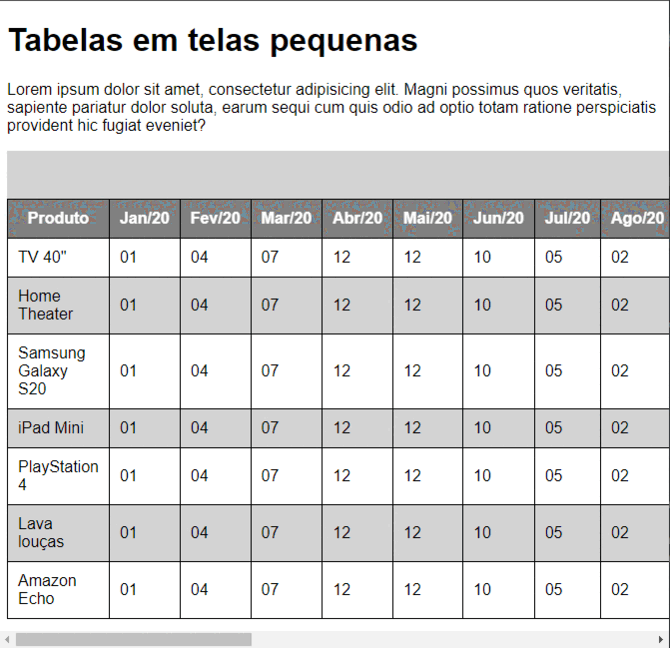 Tabelas em telas pequenas
Lorem ipsum dolor sit amet, consectetur adipisicing elit. Magni possimus quos veritatis,
sapiente pariatur dolor soluta, earum sequi cum quis odio ad optio totam ratione perspiciatis
provident hic fugiat eveniet?
Produto Jan/20 Fev/20 Mar/20 Abr/20 Mai/20 Jun/20 Jul/20 Ago/20
TV 40" 01 04 07 12 12 10 05 02
Home
Theater 01 04 07 12 12 10 05 02
Samsung
Galaxy 01 04 07 12 12 10 05 02
S20
iPad Mini 01 04 07 12 12 10 05 02
PlayStation
4 01 04 07 12 12 10 05 02
Lava
louças 01 04 07 12 12 10 05 02
Amazon
Echo 01 04 07 12 12 10 05 02